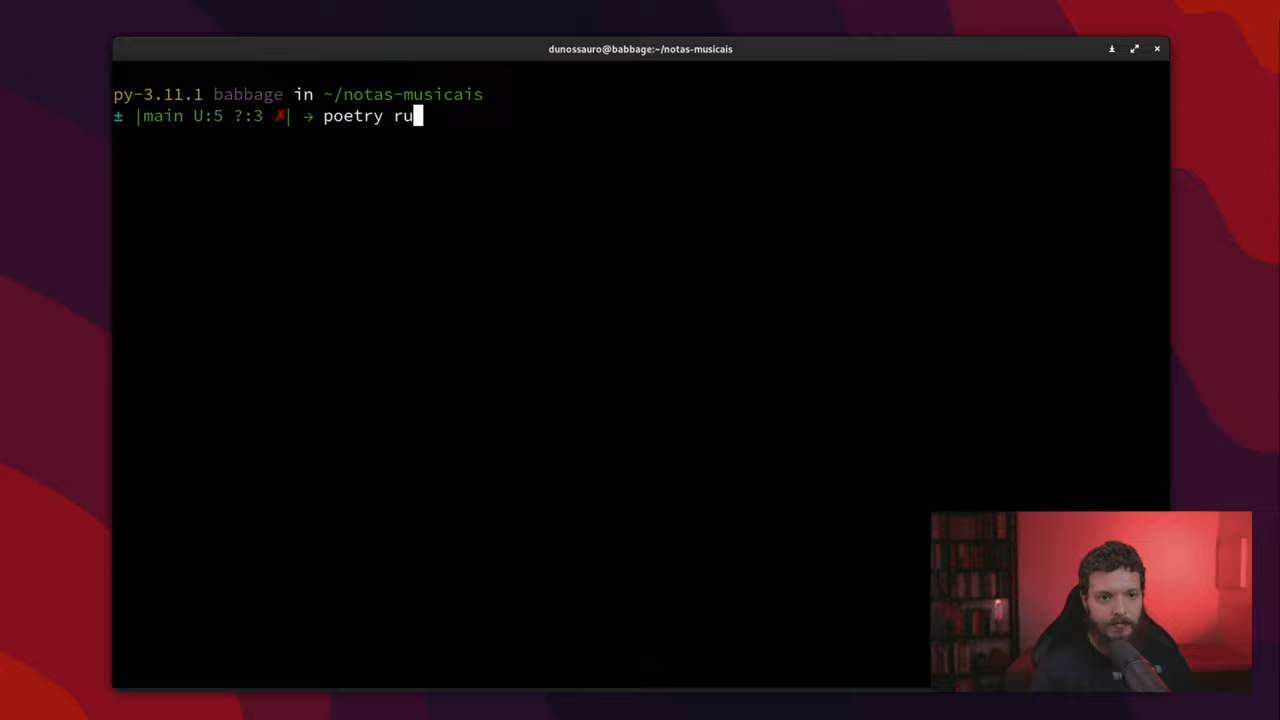 dunossauro@babbage:~/notas-musicais
py-3.11.1 babbage in ~/notas-musicais
± |main U:5 ?:3 ✗| → poetry ru